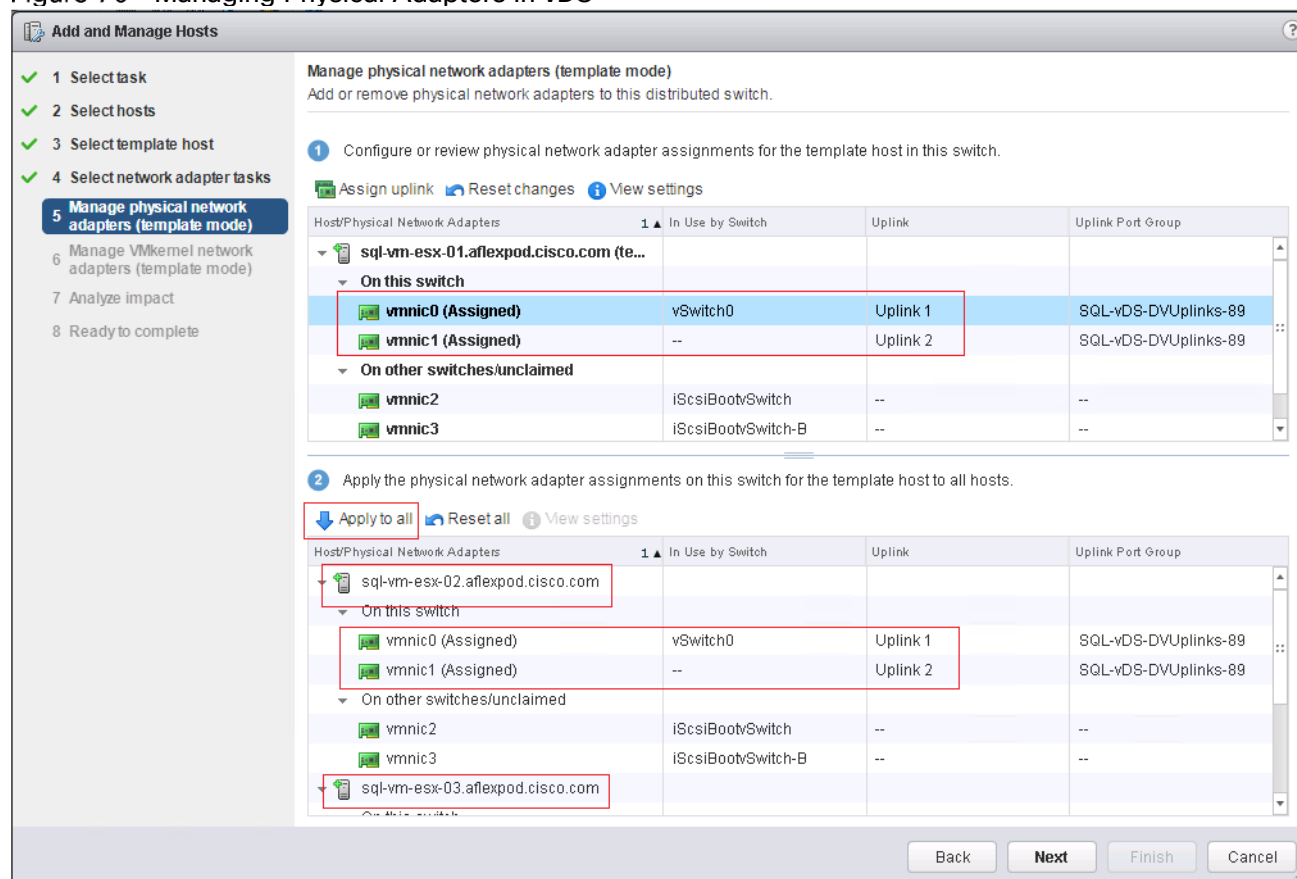 Figure 76 Managing Physical Adapters in vDS
Add and Manage Hosts
?
1 Select task
2 Select hosts
3 Select template host
4 Select network adapter tasks
5 Manage physical network adapters (template mode)
6 Manage VMkernel network adapters (template mode)
7 Analyze impact
8 Ready to complete
Manage physical network adapters (template mode)
Add or remove physical network adapters to this distributed switch.
1 Configure or review physical network adapter assignments for the template host in this switch.
Assign uplink Reset changes View settings
Host/Physical Network Adapters 1 ▲ In Use by Switch Uplink Uplink Port Group
sql-vm-esx-01.aflexpod.cisco.com (te...
On this switch
vmnic0 (Assigned) vSwitch0 Uplink 1 SQL-vDS-DVUplinks-89
vmnic1 (Assigned) -- Uplink 2 SQL-vDS-DVUplinks-89
On other switches/unclaimed
vmnic2 iScsiBootvSwitch -- --
vmnic3 iScsiBootvSwitch-B -- --
2 Apply the physical network adapter assignments on this switch for the template host to all hosts.
Apply to all Reset all View settings
Host/Physical Network Adapters 1 ▲ In Use by Switch Uplink Uplink Port Group
sql-vm-esx-02.aflexpod.cisco.com
On this switch
vmnic0 (Assigned) vSwitch0 Uplink 1 SQL-vDS-DVUplinks-89
vmnic1 (Assigned) -- Uplink 2 SQL-vDS-DVUplinks-89
On other switches/unclaimed
vmnic2 iScsiBootvSwitch -- --
vmnic3 iScsiBootvSwitch-B -- --
sql-vm-esx-03.aflexpod.cisco.com
On this switch
Back Next Finish Cancel